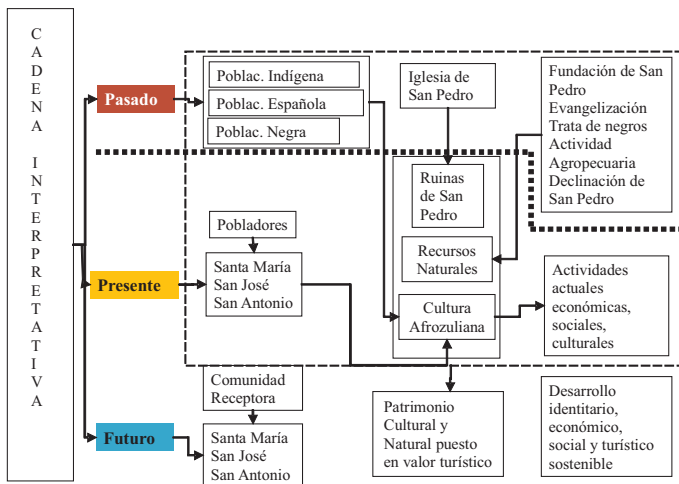 CADENA INTERPRETATIVA
Pasado
Poblac. Indígena
Poblac. Española
Poblac. Negra
Iglesia de
San Pedro
Fundación de San
Pedro
Evangelización
Trata de negros
Actividad
Agropecuaria
Declinación de
San Pedro
Ruinas
de San
Pedro
Recursos
Naturales
Cultura
Afrozuliana
Presente
Pobladores
Santa María
San José
San Antonio
Actividades
actuales
económicas,
sociales,
culturales
Futuro
Comunidad
Receptora
Santa María
San José
San Antonio
Patrimonio
Cultural y
Natural puesto
en valor turístico
Desarrollo
identitario,
económico,
social y turístico
sostenible